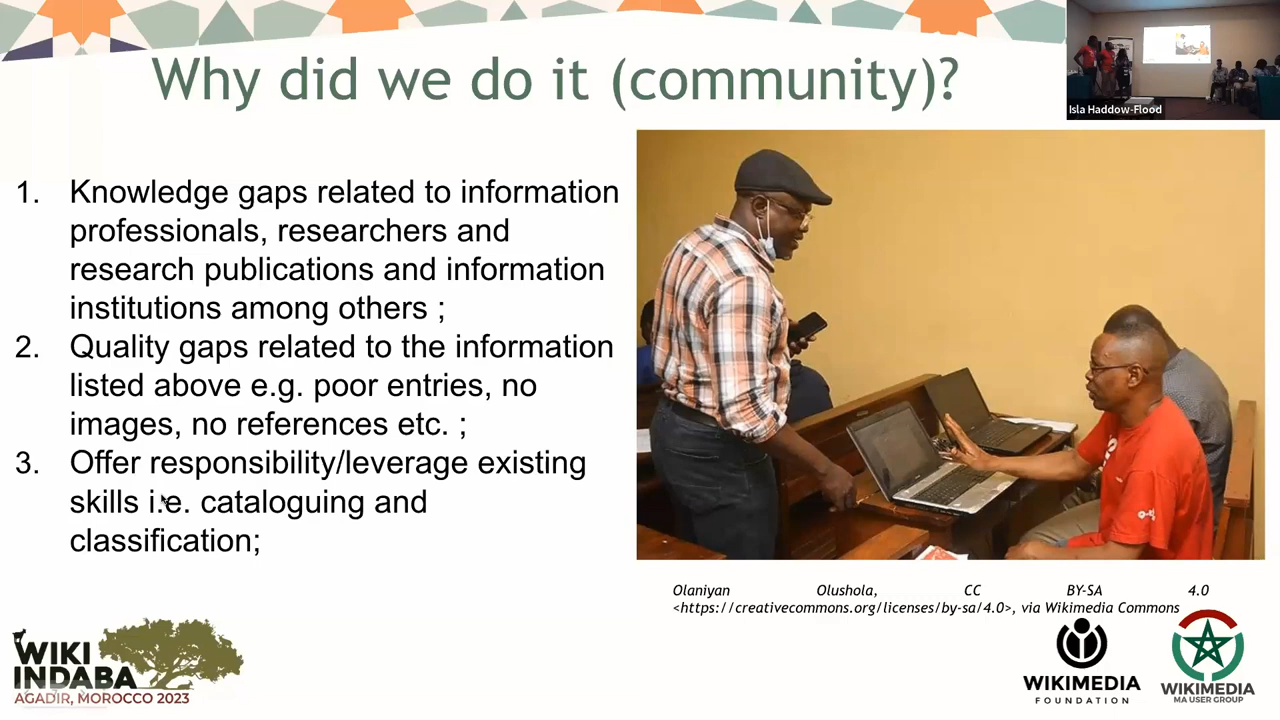 Why did we do it (community)?
Isla Haddow-Flood
1. Knowledge gaps related to information
professionals, researchers and
research publications and information
institutions among others ;
2. Quality gaps related to the information
listed above e.g. poor entries, no
images, no references etc. ;
3. Offer responsibility/leverage existing
skills i.e. cataloguing and
classification;
Olaniyan Olushola, CC BY-SA 4.0
<https://creativecommons.org/licenses/by-sa/4.0>, via Wikimedia Commons
WIKI
INDABA
AGADIR, MOROCCO 2023
WIKIMEDIA
FOUNDATION
WIKIMEDIA
MA USER GROUP